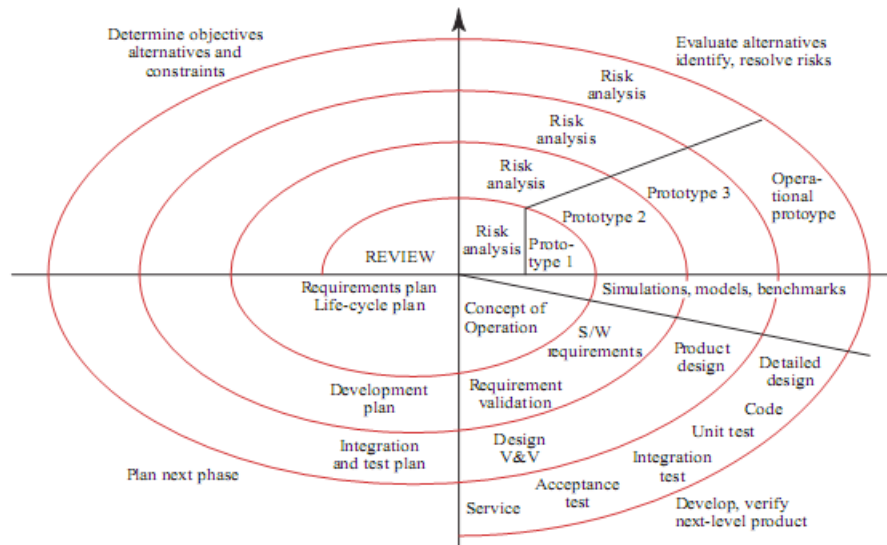 Determine objectives
alternatives and
constraints
Evaluate alternatives
identify, resolve risks
Risk
analysis
Risk
analysis
Risk
analysis
Risk
analysis
Proto-
type 1
Prototype 2
Prototype 3
Opera-
tional
protoype
REVIEW
Requirements plan
Life-cycle plan
Simulations, models, benchmarks
Concept of
Operation
S/W
requirements
Product
design
Detailed
design
Development
plan
Requirement
validation
Code
Unit test
Integration
and test plan
Design
V&V
Integration
test
Plan next phase
Acceptance
test
Service
Develop, verify
next-level product